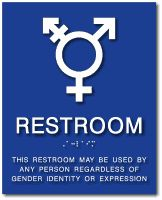 RESTROOM
THIS RESTROOM MAY BE USED BY
ANY PERSON REGARDLESS OF
GENDER IDENTITY OR EXPRESSION